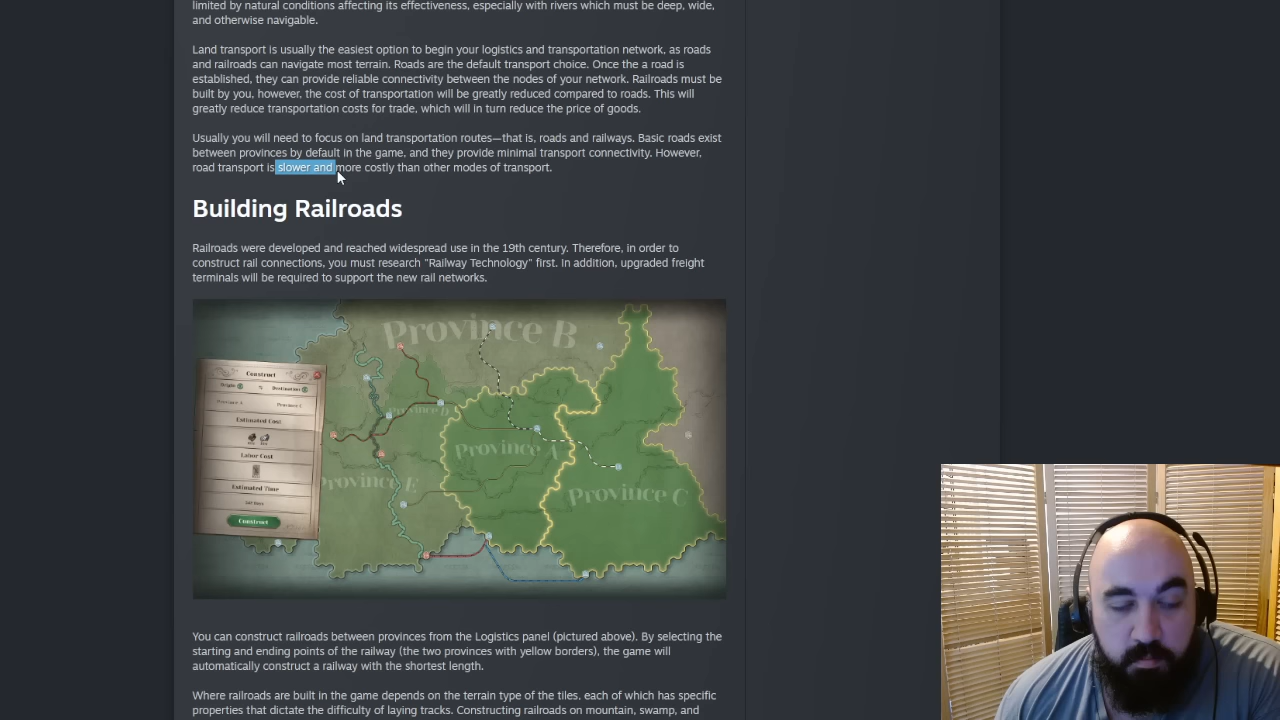 limited by natural conditions affecting its effectiveness, especially with rivers which must be deep, wide,
and otherwise navigable.
Land transport is usually the easiest option to begin your logistics and transportation network, as roads
and railroads can navigate most terrain. Roads are the default transport choice. Once the a road is
established, they can provide reliable connectivity between the nodes of your network. Railroads must be
built by you, however, the cost of transportation will be greatly reduced compared to roads. This will
greatly reduce transportation costs for trade, which will in turn reduce the price of goods.
Usually you will need to focus on land transportation routes—that is, roads and railways. Basic roads exist
between provinces by default in the game, and they provide minimal transport connectivity. However,
road transport is slower and more costly than other modes of transport.
Building Railroads
Railroads were developed and reached widespread use in the 19th century. Therefore, in order to
construct rail connections, you must research "Railway Technology" first. In addition, upgraded freight
terminals will be required to support the new rail networks.
Province B
Construct
Origin
Destination
Province A
Province C
Estimated Cost
Labor Cost
Estimated Time
Construct
Province D
Province A
Province E
Province C
You can construct railroads between provinces from the Logistics panel (pictured above). By selecting the
starting and ending points of the railway (the two provinces with yellow borders), the game will
automatically construct a railway with the shortest length.
Where railroads are built in the game depends on the terrain type of the tiles, each of which has specific
properties that dictate the difficulty of laying tracks. Constructing railroads on mountain, swamp, and